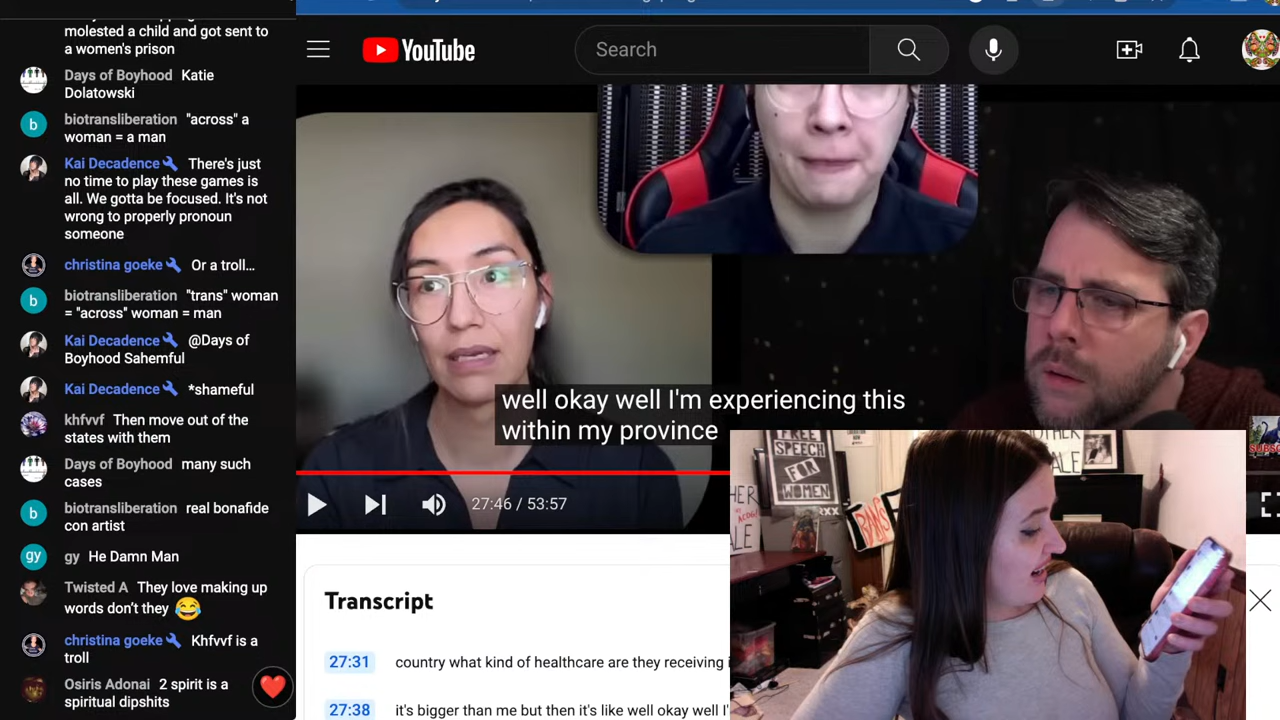 molested a child and got sent
to a women's prison
Days of Boyhood Katie
Dolatowski
biotransliberation "across" a
woman = a man
Kai Decadence There's just
no time to play these games is
all. We gotta be focused. It's not
wrong to properly pronoun
someone
christina goeke Or a troll...
biotransliberation "trans" woman
= "across" woman = man
Kai Decadence @Days of
Boyhood Sahemful
Kai Decadence *shameful
khfvvf Then move out of the
states with them
Days of Boyhood many such
cases
biotransliberation real bonafide
con artist
gy He Damn Man
Twisted A They love making up
words don't they 😂
christina goeke Khfvvf is a
troll
Osiris Adonai 2 spirit is a
spiritual dipshits
b
b
b
gy
YouTube
Search
well okay well I'm experiencing this
within my province
27:46 / 53:57
Transcript
27:31 country what kind of healthcare are they receiving
27:38 it's bigger than me but then it's like well okay well I'
FREE
SPEECH
FOR
WOMEN
XX